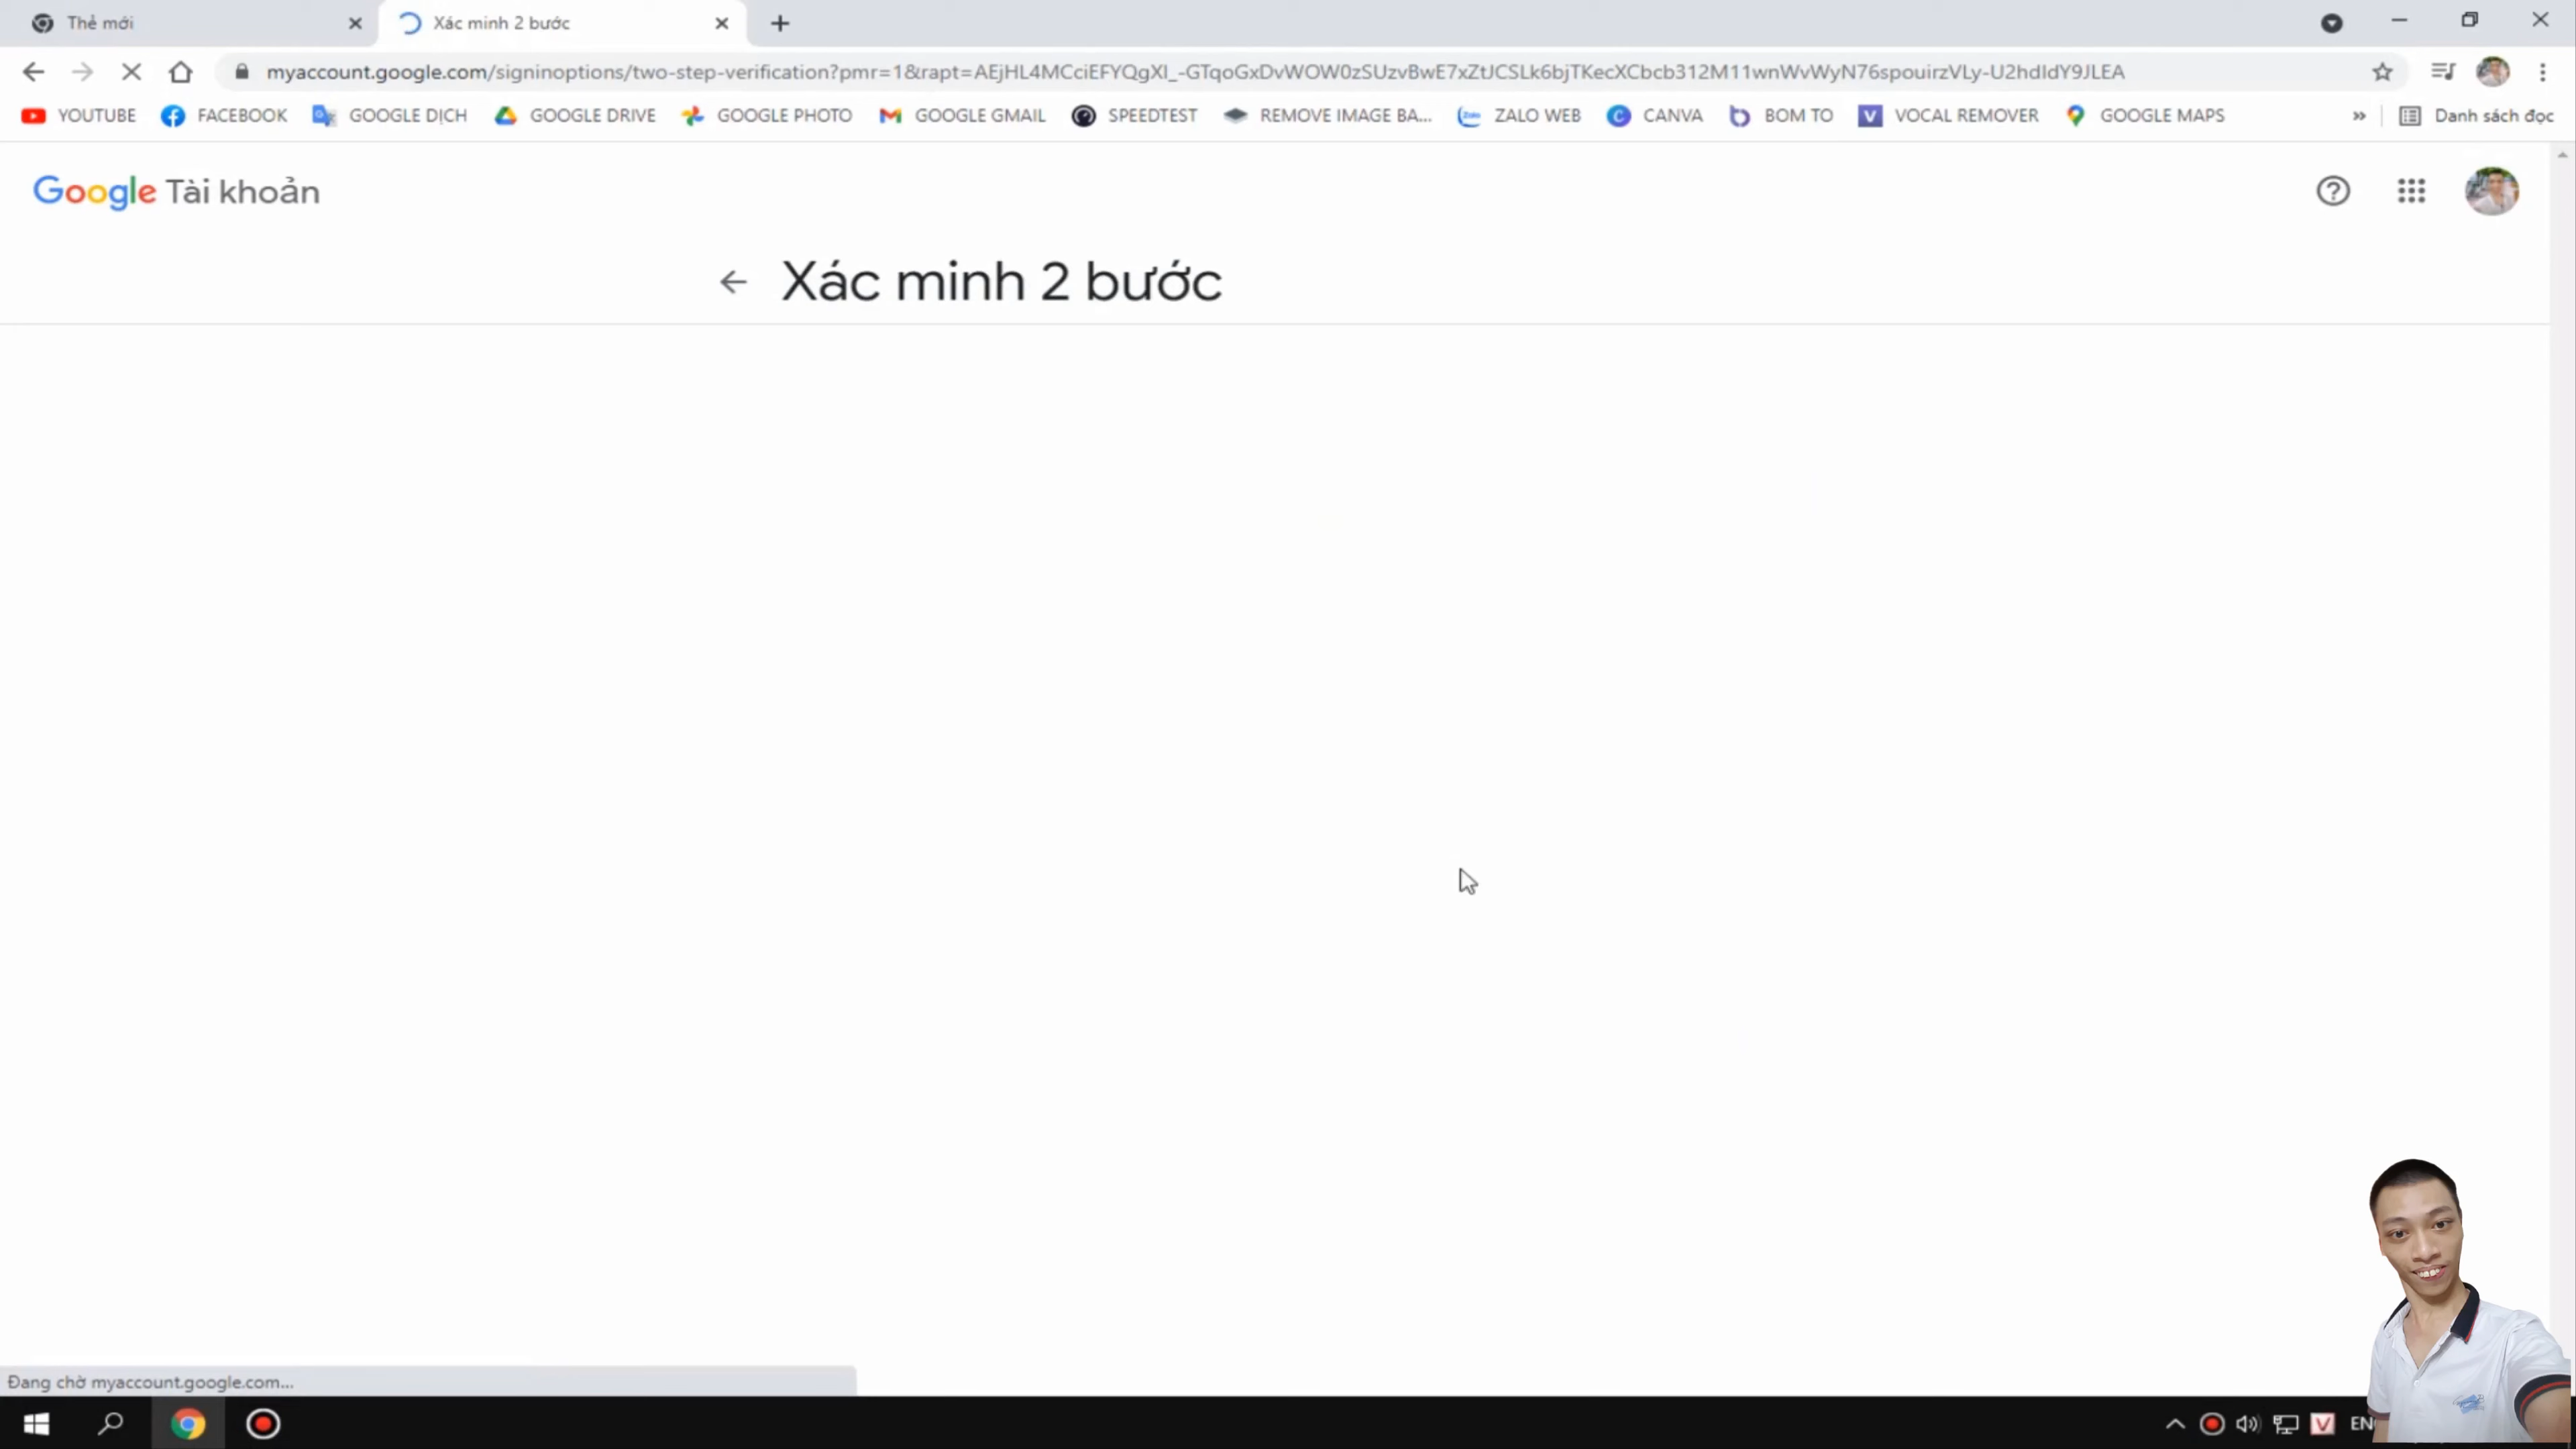 Thẻ mới
Xác minh 2 bước
myaccount.google.com/signinoptions/two-step-verification?pmr=1&rapt=AEjHL4MCciEFYQgXI_-GTqoGxDvWOW0zSUzvBwE7xZtJCSLk6bjTKecXCbcb312M11wnWvWyN76spouirzVLy-U2hdIdY9JLEA
YOUTUBE FACEBOOK GOOGLE DỊCH GOOGLE DRIVE GOOGLE PHOTO GOOGLE GMAIL SPEEDTEST REMOVE IMAGE BA... ZALO WEB CANVA BOM TO VOCAL REMOVER GOOGLE MAPS » Danh sách đọc
Google Tài khoản
Xác minh 2 bước
Đang chờ myaccount.google.com...